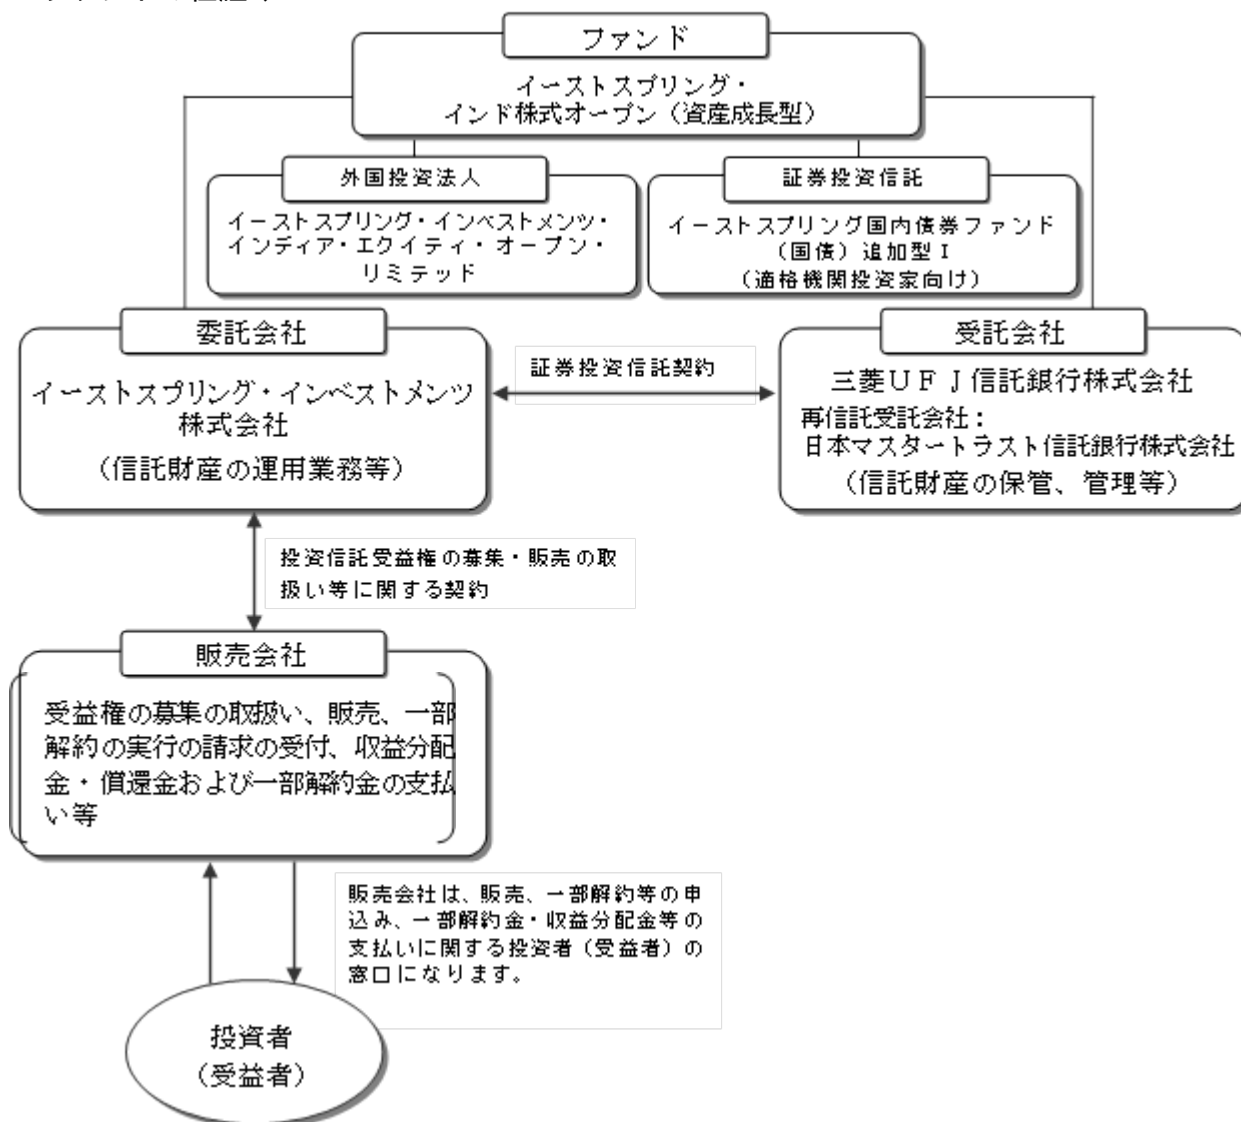 ファンド
イーストスプリング・
インド株式オープン（資産成長型）
外国投資法人
イーストスプリング・インベストメンツ・
インディア・エクイティ・オープン・
リミテッド
証券投資信託
イーストスプリング国内債券ファンド
（国債）追加型Ⅰ
（適格機関投資家向け）
委託会社
イーストスプリング・インベストメンツ
株式会社
（信託財産の運用業務等）
証券投資信託契約
受託会社
三菱ＵＦＪ信託銀行株式会社
再信託受託会社：
日本マスタートラスト信託銀行株式会社
（信託財産の保管、管理等）
投資信託受益権の募集・販売の取
扱い等に関する契約
販売会社
受益権の募集の取扱い、販売、一部
解約の実行の請求の受付、収益分配
金・償還金および一部解約金の支払
い等
販売会社は、販売、一部解約等の申
込み、一部解約金・収益分配金等の
支払いに関する投資者（受益者）の
窓口になります。
投資者
（受益者）